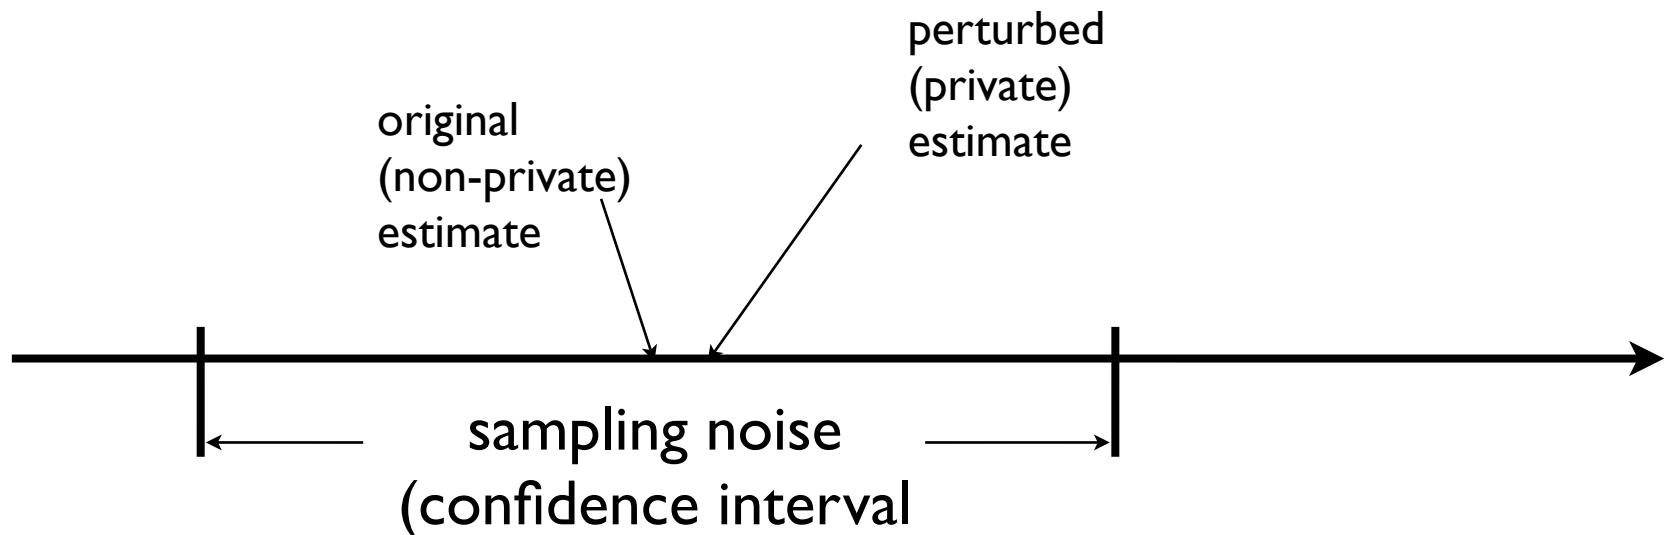 perturbed
(private)
estimate
original
(non-private)
estimate
sampling noise
(confidence interval